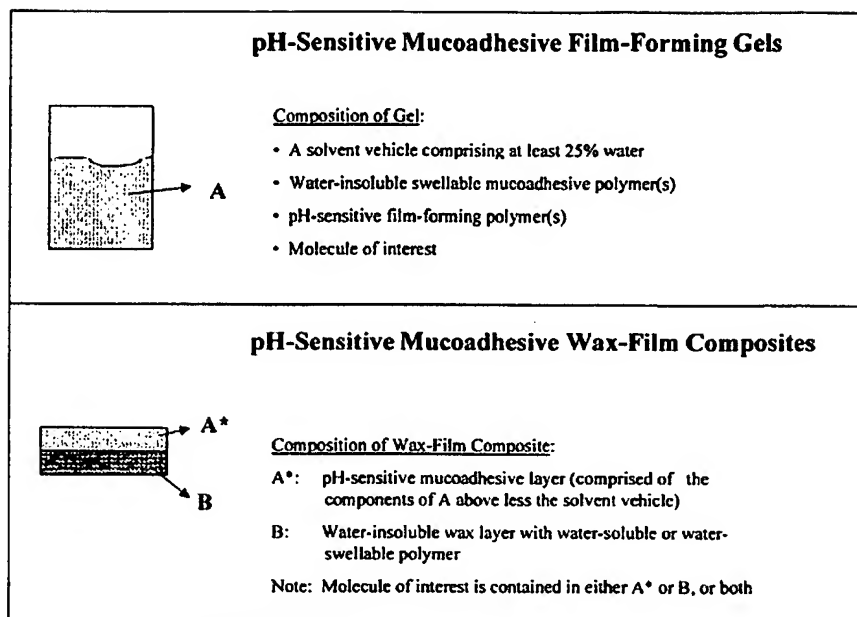 pH-Sensitive Mucoadhesive Film-Forming Gels
Composition of Gel:
• A solvent vehicle comprising at least 25% water
A
• Water-insoluble swellable mucoadhesive polymer(s)
• pH-sensitive film-forming polymer(s)
• Molecule of interest
pH-Sensitive Mucoadhesive Wax-Film Composites
A*
B
Composition of Wax-Film Composite:
A*: pH-sensitive mucoadhesive layer (comprised of the
components of A above less the solvent vehicle)
B: Water-insoluble wax layer with water-soluble or water-
swellable polymer
Note: Molecule of interest is contained in either A* or B, or both